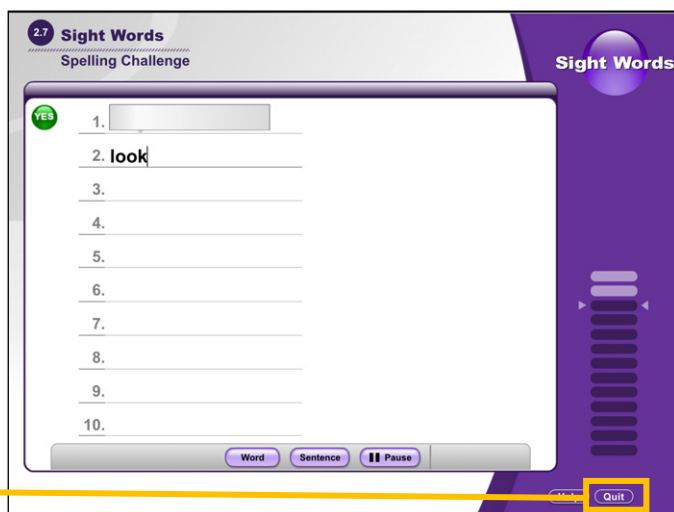 2.7 Sight Words
Spelling Challenge
Sight Words
YES
1.
2. look
3.
4.
5.
6.
7.
8.
9.
10.
Word Sentence Pause
Quit